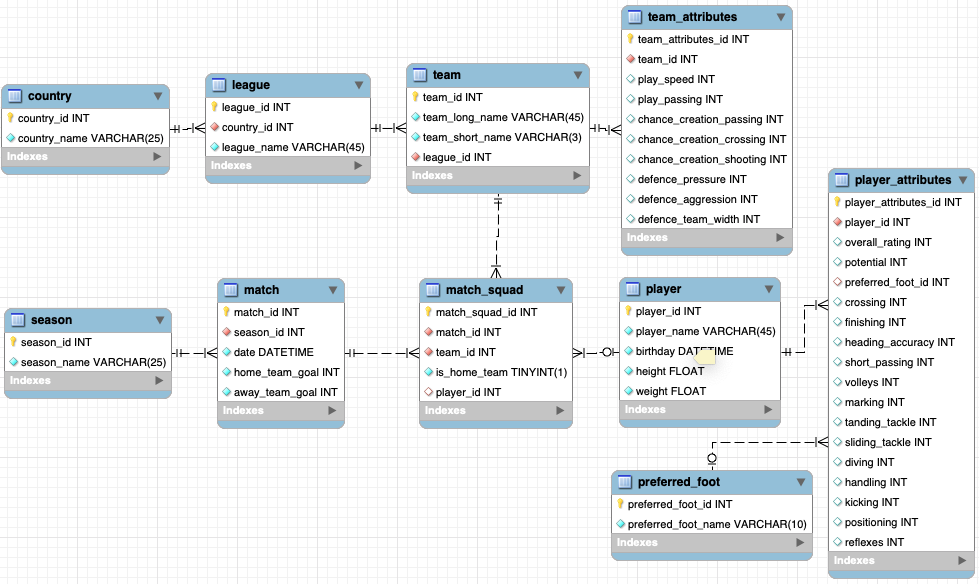 country
country_id INT
country_name VARCHAR(25)
Indexes
league
league_id INT
country_id INT
league_name VARCHAR(45)
Indexes
team
team_id INT
team_long_name VARCHAR(45)
team_short_name VARCHAR(3)
league_id INT
Indexes
team_attributes
team_attributes_id INT
team_id INT
play_speed INT
play_passing INT
chance_creation_passing INT
chance_creation_crossing INT
chance_creation_shooting INT
defence_pressure INT
defence_aggression INT
defence_team_width INT
Indexes
season
season_id INT
season_name VARCHAR(25)
Indexes
match
match_id INT
season_id INT
date DATETIME
home_team_goal INT
away_team_goal INT
Indexes
match_squad
match_squad_id INT
match_id INT
team_id INT
is_home_team TINYINT(1)
player_id INT
Indexes
player
player_id INT
player_name VARCHAR(45)
birthday DATETIME
height FLOAT
weight FLOAT
Indexes
preferred_foot
preferred_foot_id INT
preferred_foot_name VARCHAR(10)
Indexes
player_attributes
player_attributes_id INT
player_id INT
overall_rating INT
potential INT
preferred_foot_id INT
crossing INT
finishing INT
heading_accuracy INT
short_passing INT
volleys INT
marking INT
tanding_tackle INT
sliding_tackle INT
diving INT
handling INT
kicking INT
positioning INT
reflexes INT
Indexes